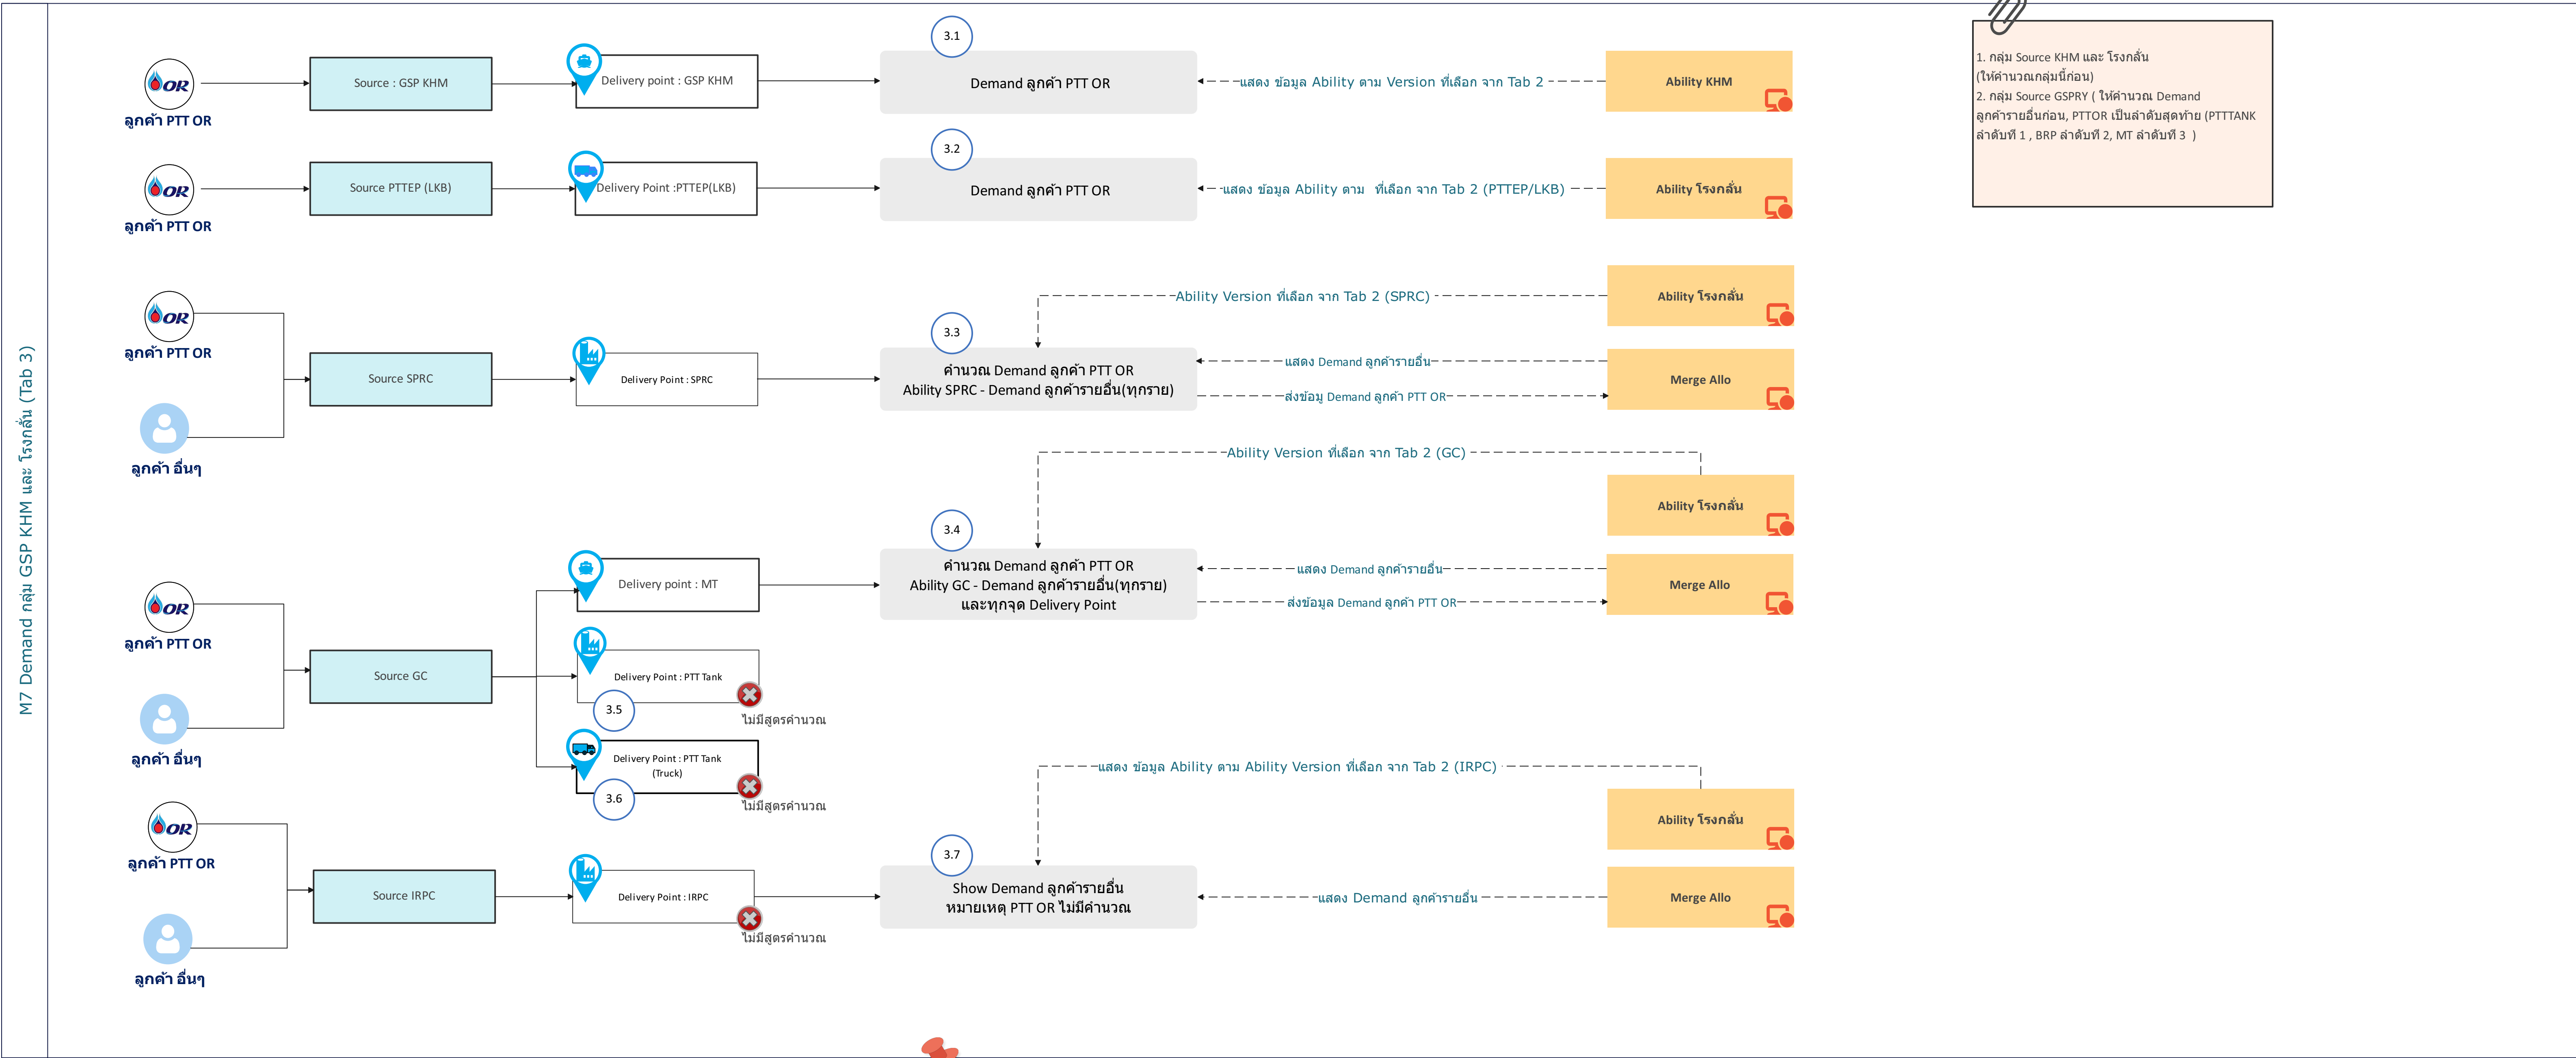 M7 Demand กลุ่ม GSP KHM และ โรงกลั่น (Tab 3)
OR
ลูกค้า PTT OR
Source : GSP KHM
Delivery point : GSP KHM
3.1
Demand ลูกค้า PTT OR
แสดง ข้อมูล Ability ตาม Version ที่เลือก จาก Tab 2
Ability KHM
1. กลุ่ม Source KHM และ โรงกลั่น
(ให้คำนวณกลุ่มนี้ก่อน)
2. กลุ่ม Source GSPRY ( ให้คำนวณ Demand
ลูกค้ารายอื่นก่อน, PTTOR เป็นลำดับสุดท้าย (PTTTANK
ลำดับที่ 1 , BRP ลำดับที่ 2, MT ลำดับที่ 3 )
OR
ลูกค้า PTT OR
Source PTTEP (LKB)
Delivery Point :PTTEP(LKB)
3.2
Demand ลูกค้า PTT OR
แสดง ข้อมูล Ability ตาม ที่เลือก จาก Tab 2 (PTTEP/LKB)
Ability โรงกลั่น
OR
ลูกค้า PTT OR
ลูกค้า อื่นๆ
Source SPRC
Delivery Point : SPRC
3.3
คำนวณ Demand ลูกค้า PTT OR
Ability SPRC - Demand ลูกค้ารายอื่น(ทุกราย)
Ability Version ที่เลือก จาก Tab 2 (SPRC)
Ability โรงกลั่น
แสดง Demand ลูกค้ารายอื่น
ส่งข้อมู Demand ลูกค้า PTT OR
Merge Allo
OR
ลูกค้า PTT OR
ลูกค้า อื่นๆ
Source GC
Delivery point : MT
3.4
คำนวณ Demand ลูกค้า PTT OR
Ability GC - Demand ลูกค้ารายอื่น(ทุกราย)
และทุกจุด Delivery Point
Ability Version ที่เลือก จาก Tab 2 (GC)
Ability โรงกลั่น
แสดง Demand ลูกค้ารายอื่น
ส่งข้อมูล Demand ลูกค้า PTT OR
Merge Allo
Delivery Point : PTT Tank
3.5
ไม่มีสูตรคำนวณ
Delivery Point : PTT Tank
(Truck)
3.6
ไม่มีสูตรคำนวณ
OR
ลูกค้า PTT OR
ลูกค้า อื่นๆ
Source IRPC
Delivery Point : IRPC
ไม่มีสูตรคำนวณ
3.7
Show Demand ลูกค้ารายอื่น
หมายเหตุ PTT OR ไม่มีคำนวณ
แสดง ข้อมูล Ability ตาม Ability Version ที่เลือก จาก Tab 2 (IRPC)
Ability โรงกลั่น
แสดง Demand ลูกค้ารายอื่น
Merge Allo